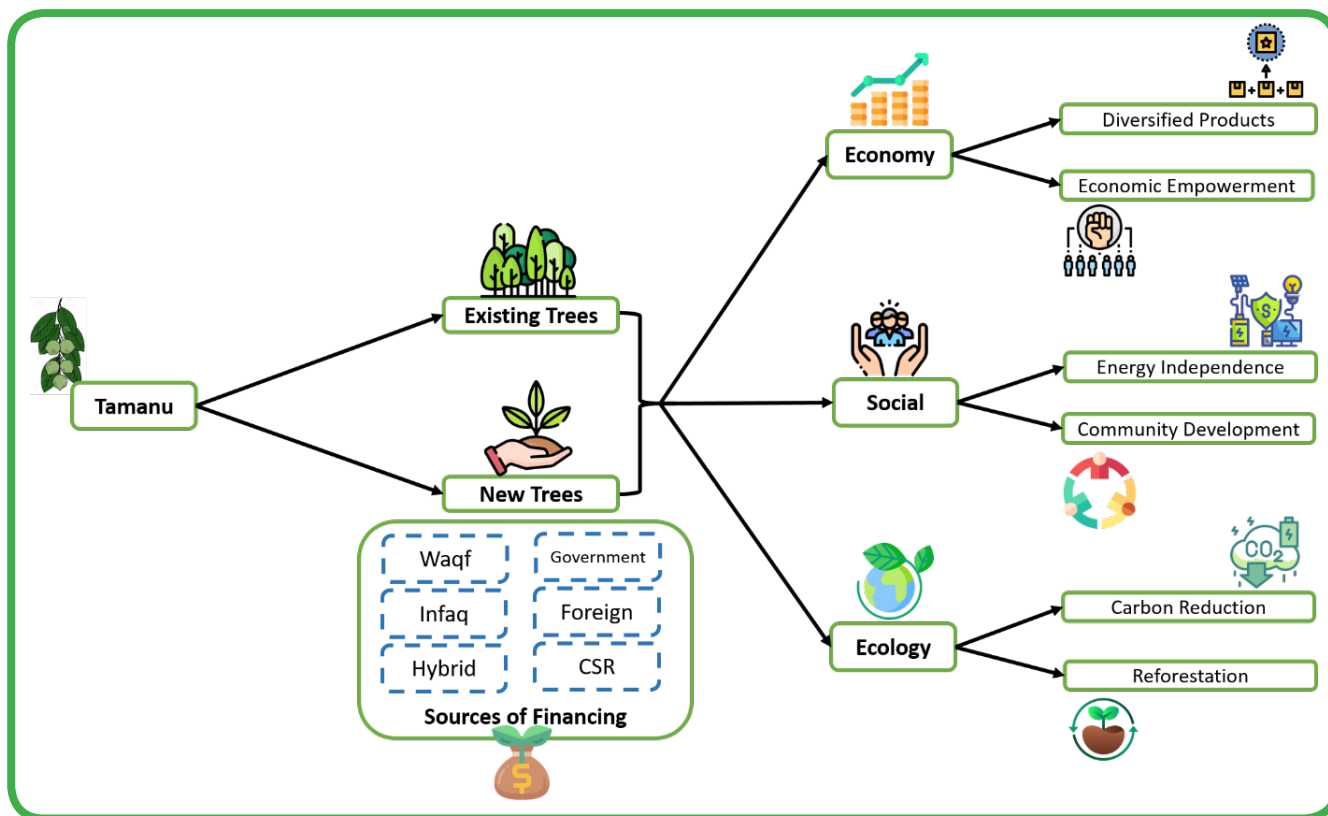 Tamanu
Existing Trees
New Trees
Waqf
Government
Infaq
Foreign
Hybrid
CSR
Sources of Financing
Economy
Diversified Products
Economic Empowerment
Social
Energy Independence
Community Development
Ecology
CO2
Carbon Reduction
Reforestation